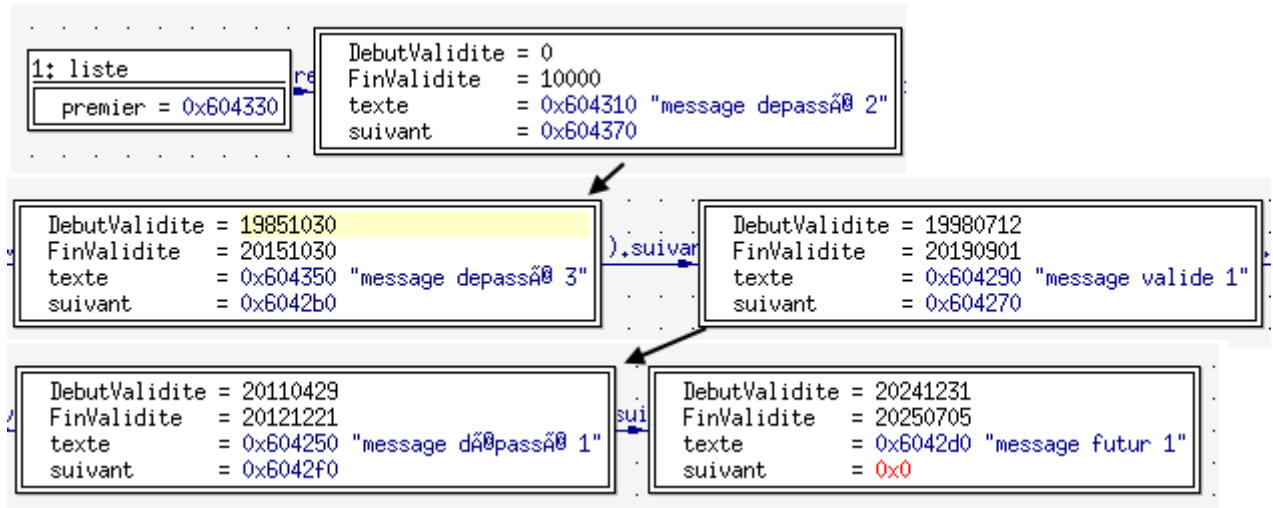 1: liste
premier = 0x604330
re
DebutValidite = 0
FinValidite = 10000
texte = 0x604310 "message depassÃ© 2"
suivant = 0x604370
DebutValidite = 19851030
FinValidite = 20151030
texte = 0x604350 "message depassÃ© 3"
suivant = 0x6042b0
).suivar
DebutValidite = 19980712
FinValidite = 20190901
texte = 0x604290 "message valide 1"
suivant = 0x604270
DebutValidite = 20110429
FinValidite = 20121221
texte = 0x604250 "message dÃ©passÃ© 1"
suivant = 0x6042f0
sui
DebutValidite = 20241231
FinValidite = 20250705
texte = 0x6042d0 "message futur 1"
suivant = 0x0